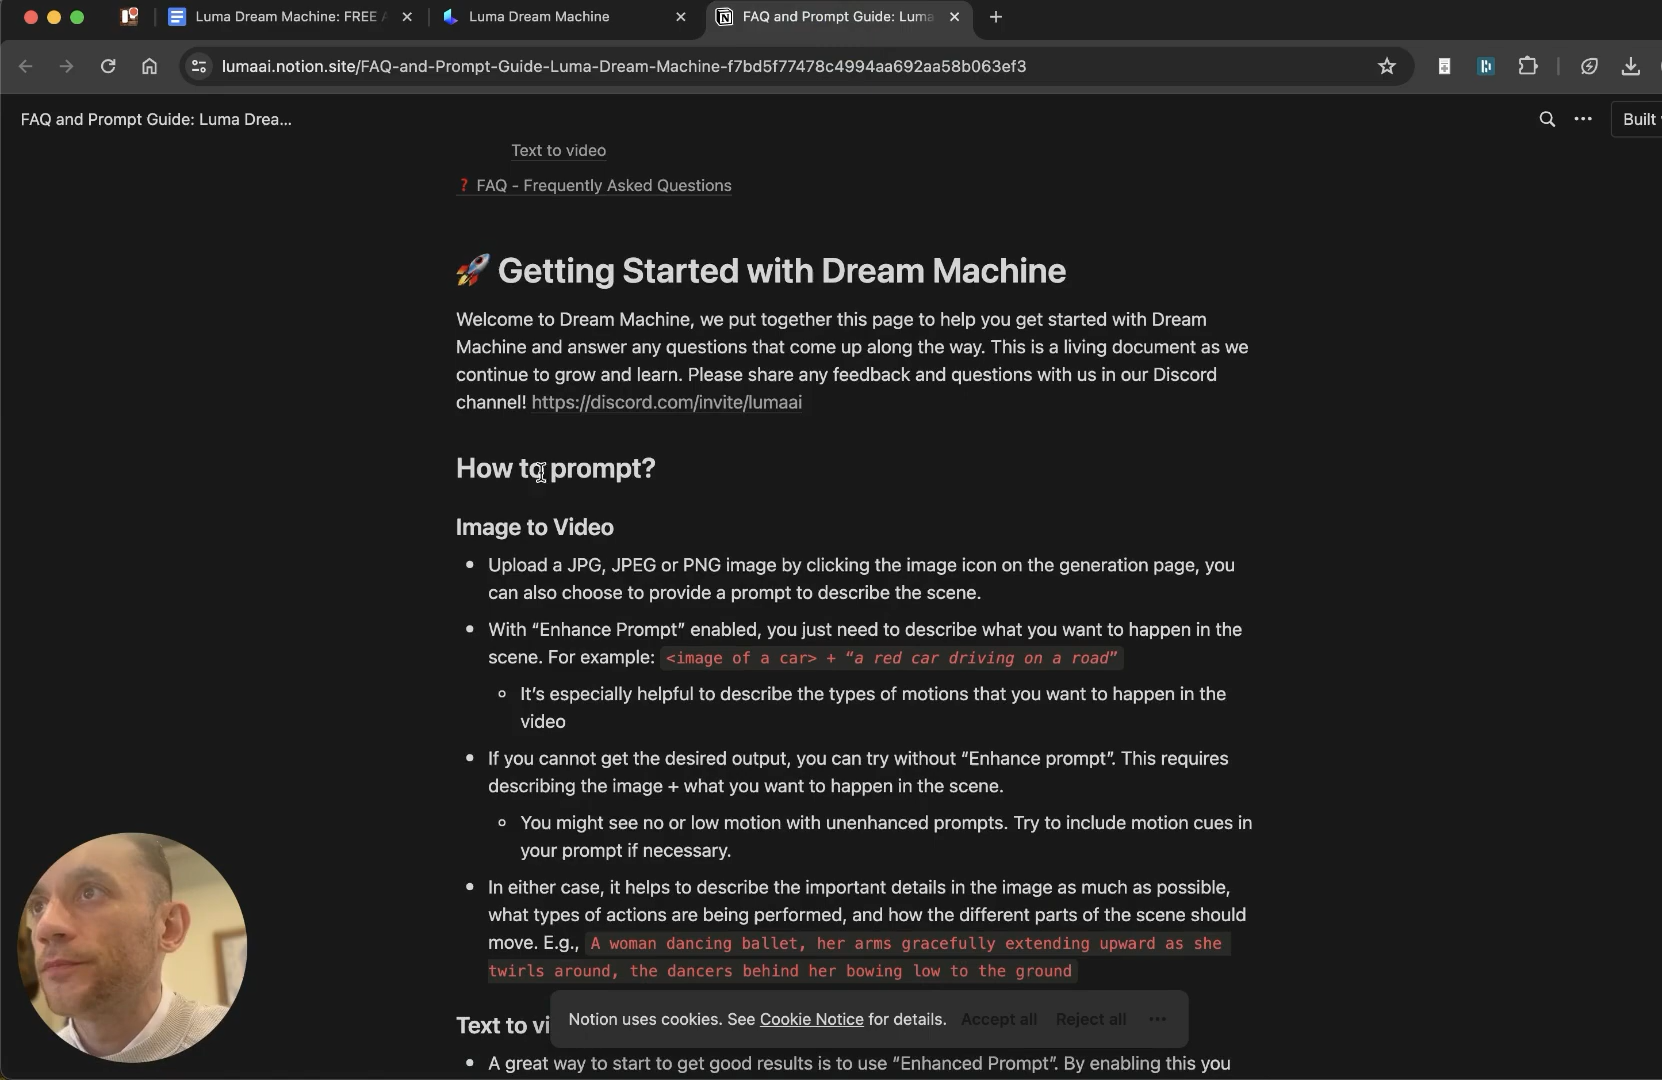 Luma Dream Machine: FREE
Luma Dream Machine
FAQ and Prompt Guide: Luma
lumaai.notion.site/FAQ-and-Prompt-Guide-Luma-Dream-Machine-f7bd5f77478c4994aa692aa58b063ef3
FAQ and Prompt Guide: Luma Drea...
Built
Text to video
❓ FAQ - Frequently Asked Questions
🚀 Getting Started with Dream Machine
Welcome to Dream Machine, we put together this page to help you get started with Dream
Machine and answer any questions that come up along the way. This is a living document as we
continue to grow and learn. Please share any feedback and questions with us in our Discord
channel! https://discord.com/invite/lumaai
How to prompt?
Image to Video
• Upload a JPG, JPEG or PNG image by clicking the image icon on the generation page, you
can also choose to provide a prompt to describe the scene.
• With “Enhance Prompt” enabled, you just need to describe what you want to happen in the
scene. For example: <image of a car> + “a red car driving on a road”
◦ It’s especially helpful to describe the types of motions that you want to happen in the
video
• If you cannot get the desired output, you can try without “Enhance prompt”. This requires
describing the image + what you want to happen in the scene.
◦ You might see no or low motion with unenhanced prompts. Try to include motion cues in
your prompt if necessary.
• In either case, it helps to describe the important details in the image as much as possible,
what types of actions are being performed, and how the different parts of the scene should
move. E.g., A woman dancing ballet, her arms gracefully extending upward as she
twirls around, the dancers behind her bowing low to the ground
Text to vi
Notion uses cookies. See Cookie Notice for details. Accept all Reject all
• A great way to start to get good results is to use “Enhanced Prompt”. By enabling this you